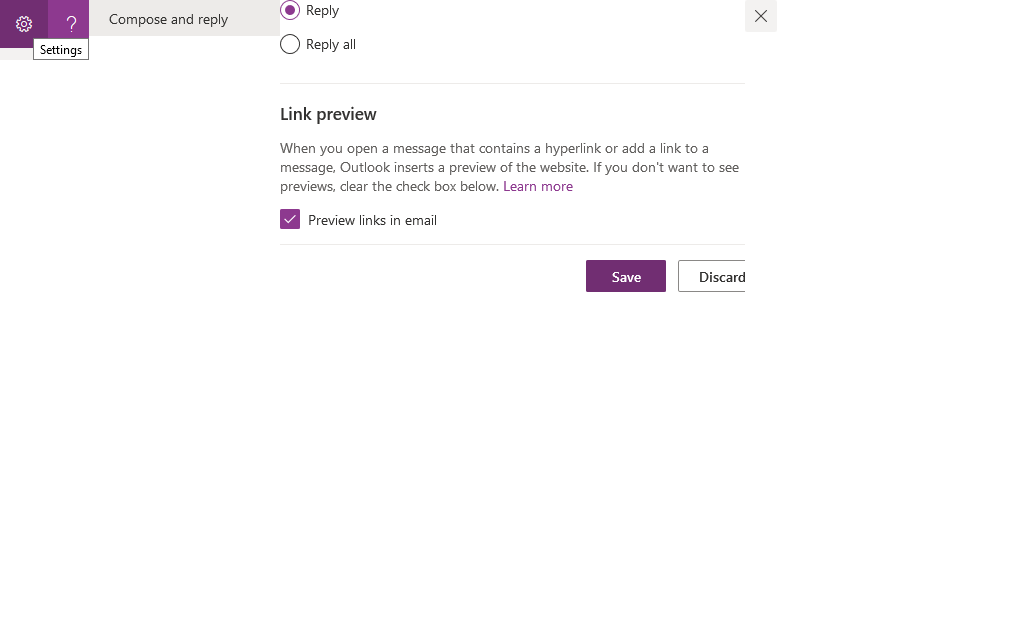 ?
Settings
Compose and reply
Reply
Reply all
Link preview
When you open a message that contains a hyperlink or add a link to a
message, Outlook inserts a preview of the website. If you don't want to see
previews, clear the check box below. Learn more
Preview links in email
Save
Discard